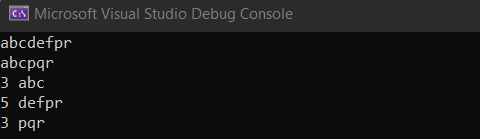 Microsoft Visual Studio Debug Console
abcdefpr
abcpqr
3 abc
5 defpr
3 pqr